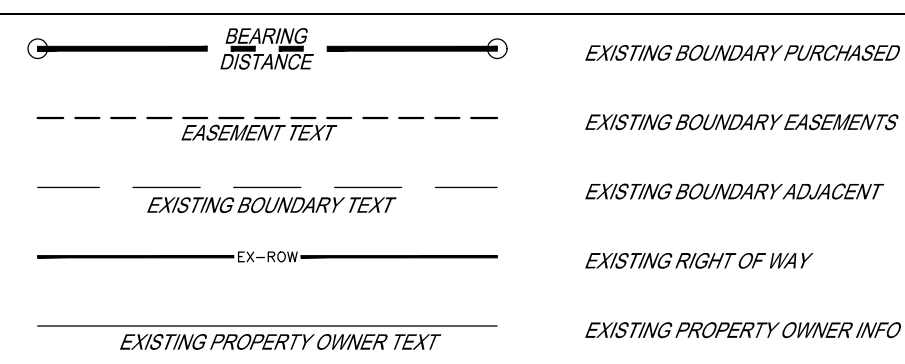 BEARING
DISTANCE
EXISTING BOUNDARY PURCHASED
EASEMENT TEXT
EXISTING BOUNDARY EASEMENTS
EXISTING BOUNDARY TEXT
EXISTING BOUNDARY ADJACENT
EX-ROW
EXISTING RIGHT OF WAY
EXISTING PROPERTY OWNER TEXT
EXISTING PROPERTY OWNER INFO